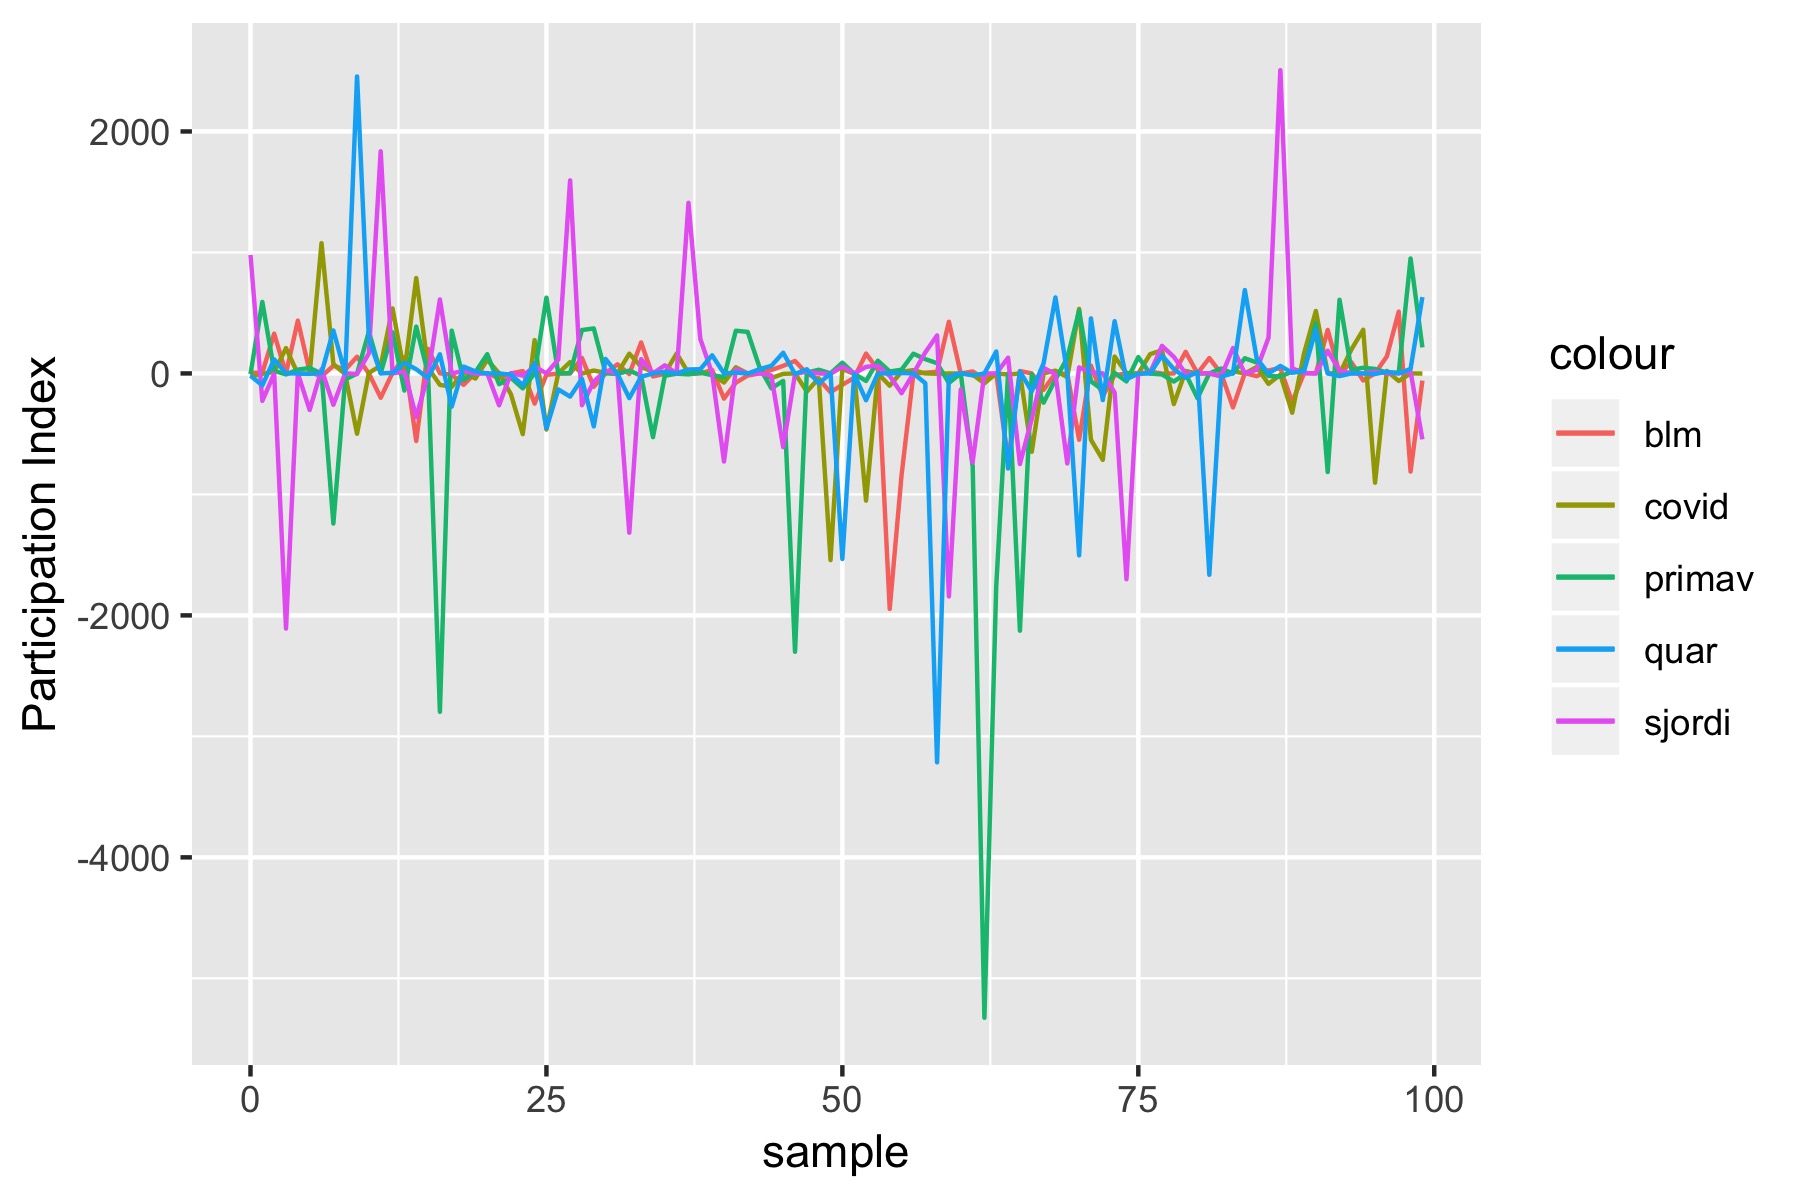 Participation Index
2000
0
-2000
-4000
0 25 50 75 100
sample
colour
blm
covid
primav
quar
sjordi